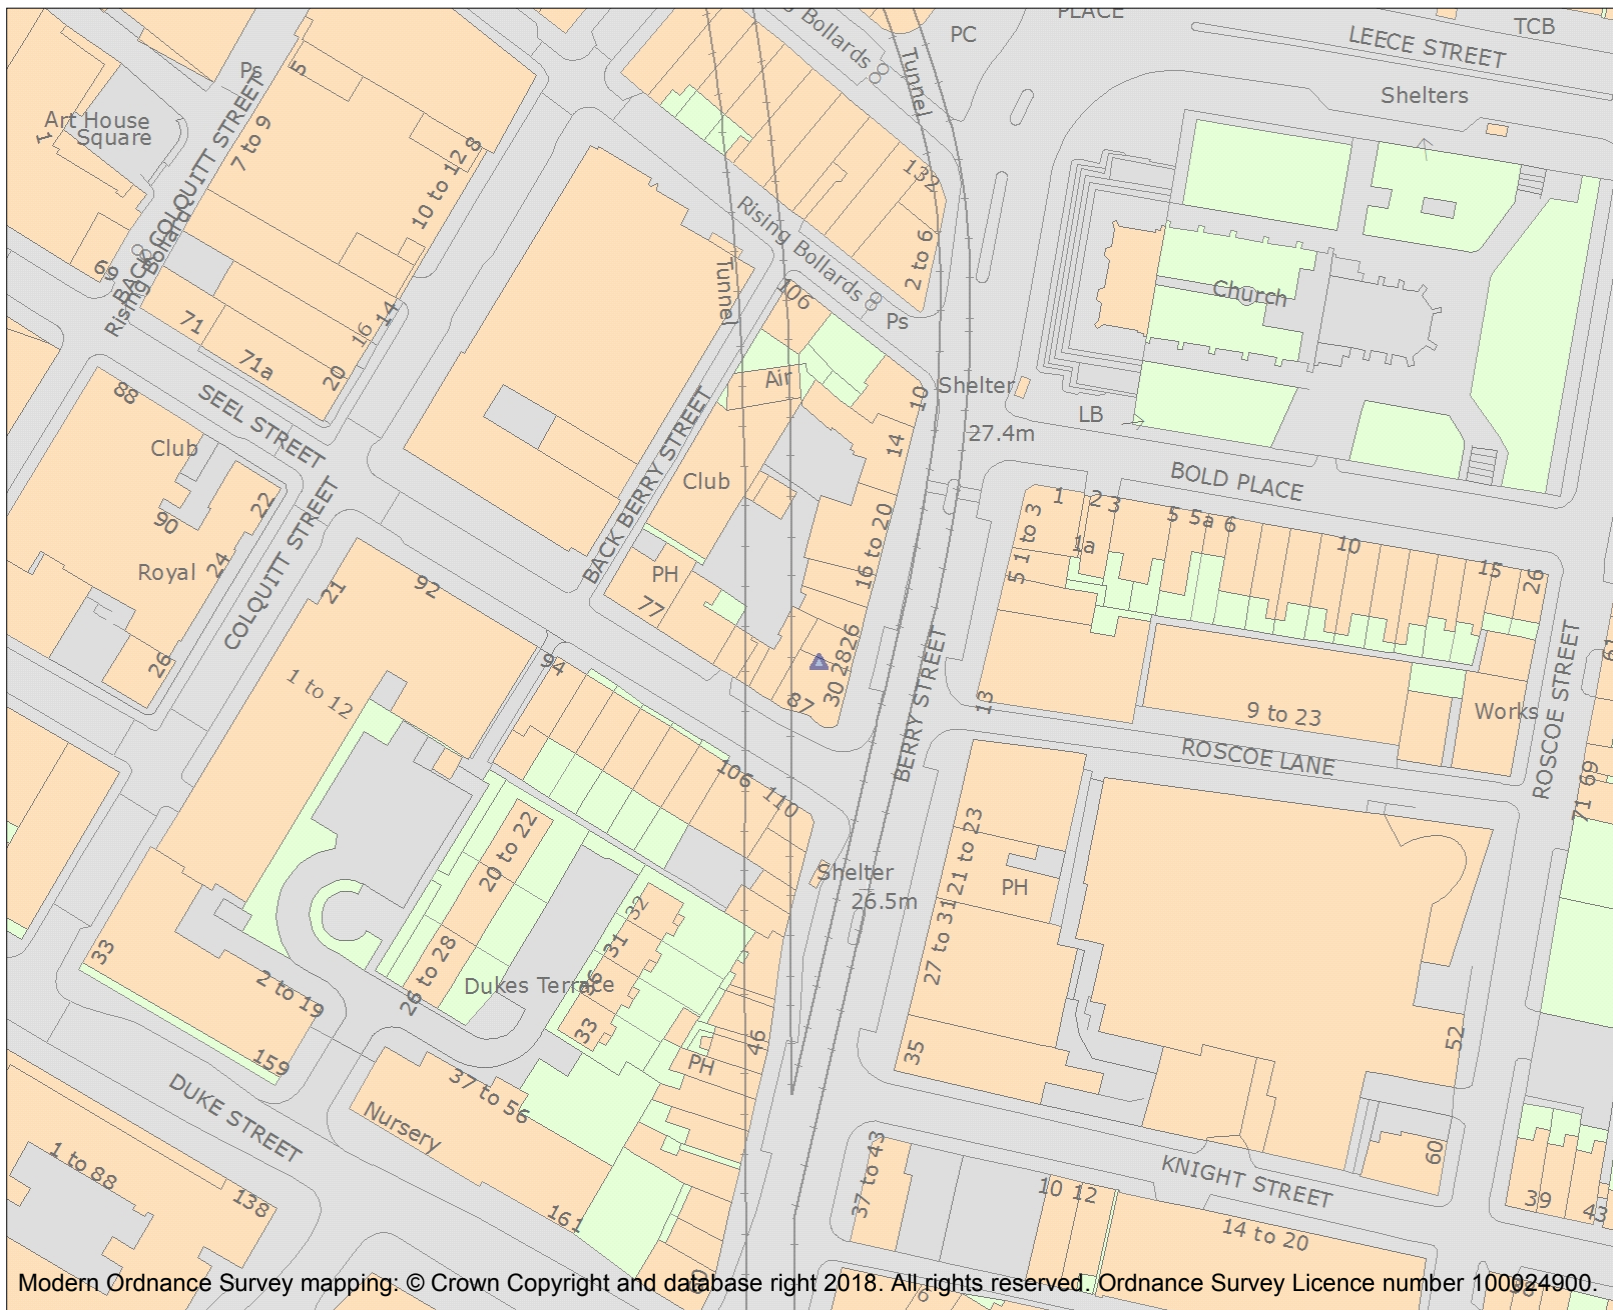 PLACE
TCB
PC
LEECE STREET
Bollards
Tunnel
Shelters
Ps
5
Art House
Square
1
BACK COLQUITT STREET
7 to 9
8
10 to 12
132
Rising Bollards
2 to 6
Tunnel
106
Ps
Church
69
Rising Bollard
71
71a
16
14
20
SEEL STREET
88
Club
22
90
24
Royal
26
COLQUITT STREET
Air
Shelter
10
27.4m
LB
14
BOLD PLACE
Club
BACK BERRY STREET
16 to 20
1
2
3
5
5a
6
10
15
26
1a
1 to 3
5
21
92
PH
77
26
28
30
87
94
1 to 12
BERRY STREET
13
9 to 23
Works
ROSCOE STREET
61
ROSCOE LANE
69
71
106
110
20 to 22
21 to 23
Shelter
26.5m
PH
27 to 31
32
31
36
33
Dukes Terrace
26 to 28
33
2 to 19
159
46
PH
35
52
DUKE STREET
37 to 56
Nursery
1 to 88
138
161
37 to 43
KNIGHT STREET
60
10
12
14 to 20
39
43
Modern Ordnance Survey mapping: © Crown Copyright and database right 2018. All rights reserved. Ordnance Survey Licence number 100024900.